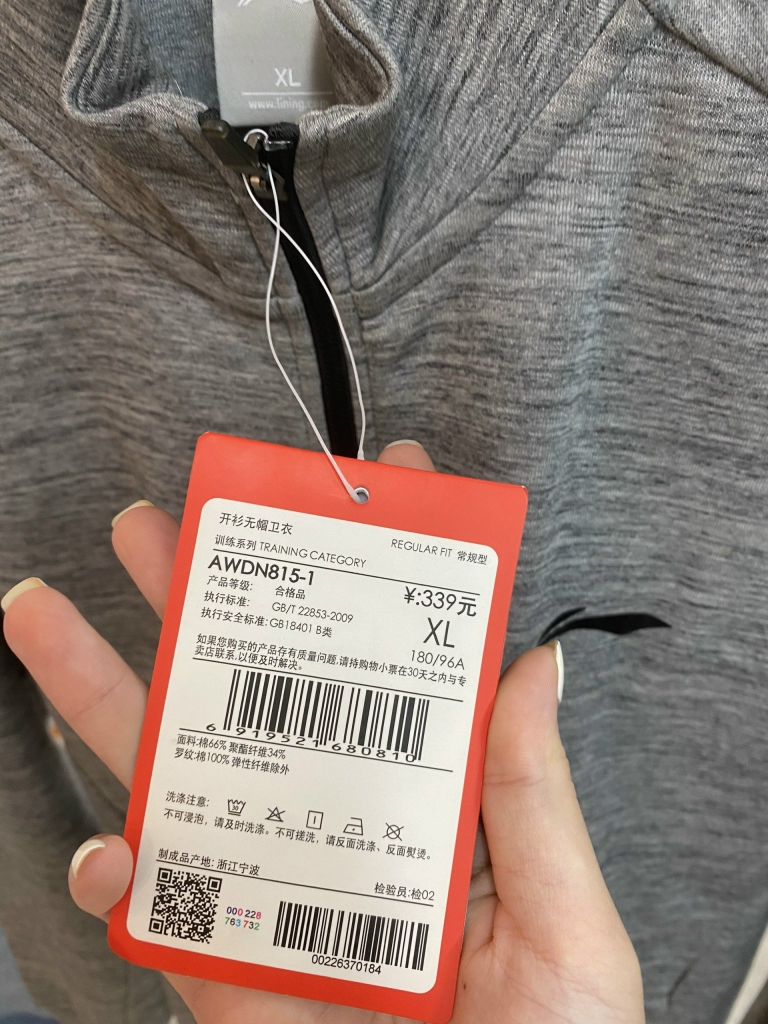 XL
开衫无帽卫衣
REGULAR FIT 常规型
训练系列 TRAINING CATEGORY
AWDN815-1
¥:339元
产品等级: 合格品
执行标准: GB/T 22853-2009
XL
执行安全标准:GB18401 B类
180/96A
如果您购买的产品存有质量问题,请持购物小票在30天之内与专
卖店联系,以便及时解决。
6 919521 680810
面料:棉66% 聚酯纤维34%
罗纹:棉100% 弹性纤维除外
洗涤注意:
30
不可浸泡，请及时洗涤。不可搓洗，请反面洗涤、反面熨烫。
制成品产地: 浙江宁波
检验员:检02
000 228
763 732
00226370184